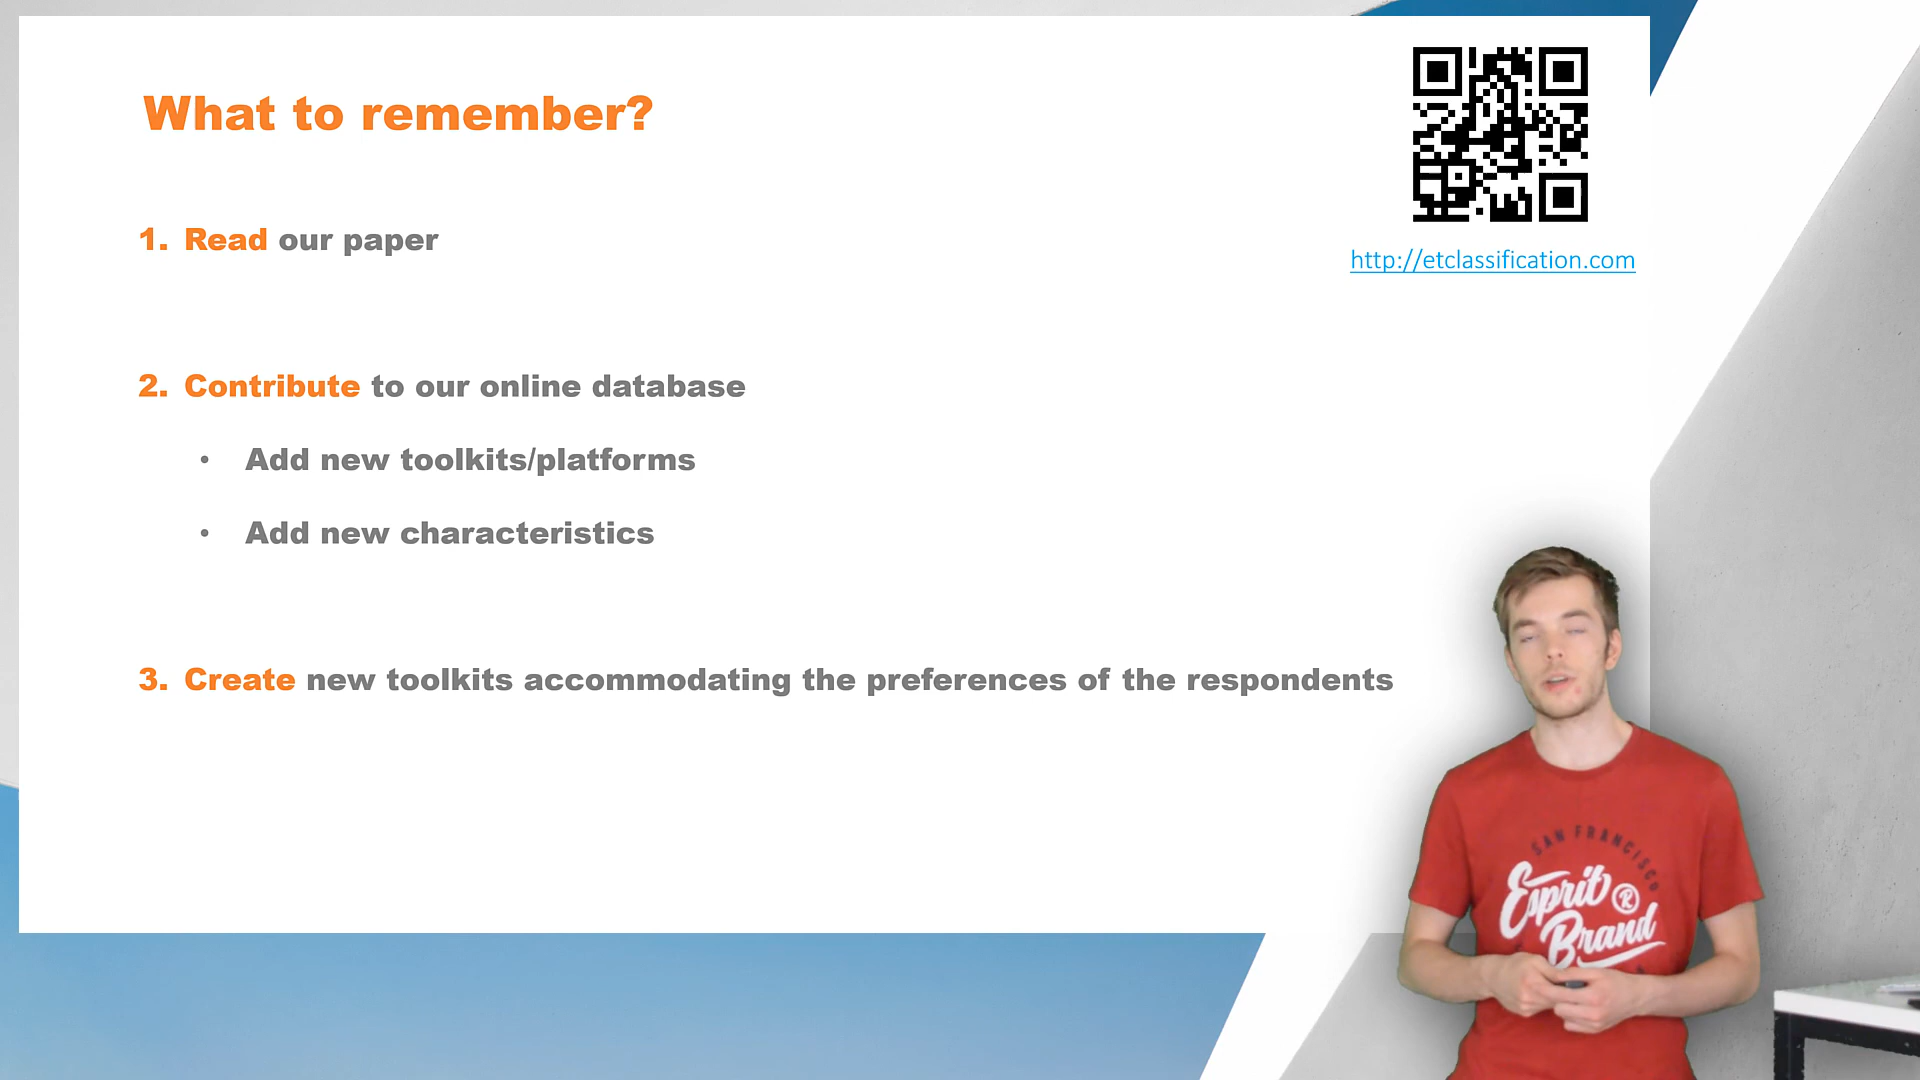 What to remember?
http://etclassification.com
1. Read our paper
2. Contribute to our online database
• Add new toolkits/platforms
• Add new characteristics
3. Create new toolkits accommodating the preferences of the respondents
SAN FRANCISCO
Esprit ®
Brand